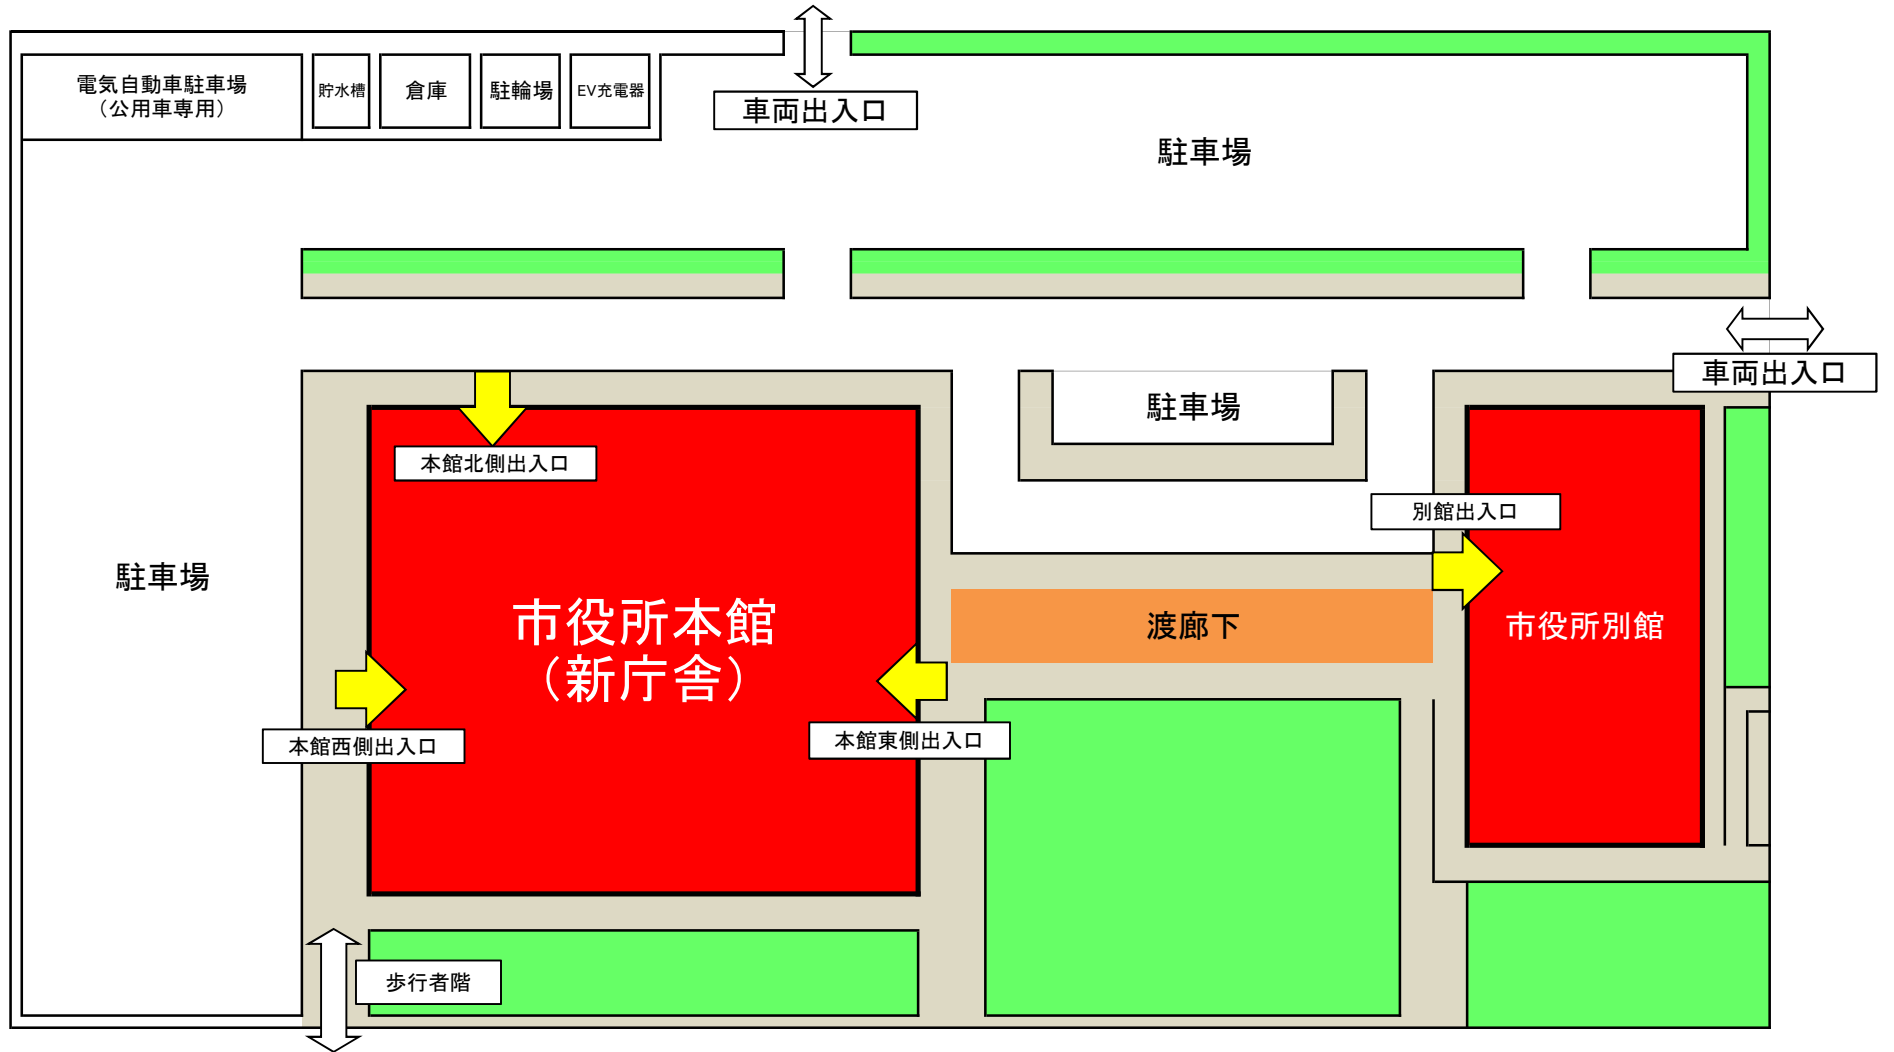 電気自動車駐車場
（公用車専用）
貯水槽
倉庫
駐輪場
EV充電器
車両出入口
駐車場
車両出入口
駐車場
本館北側出入口
別館出入口
駐車場
市役所本館
（新庁舎）
渡廊下
市役所別館
本館西側出入口
本館東側出入口
歩行者階